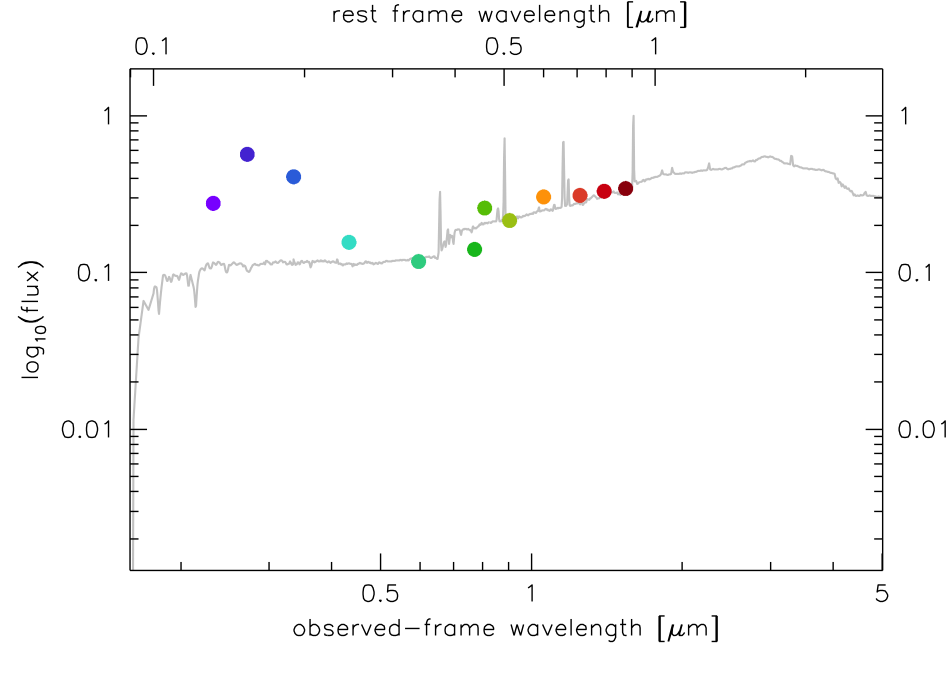 rest frame wavelength [μm]
0.1 0.5 1
1 1
0.1 0.1
log10(flux)
0.01 0.01
0.5 1 5
observed-frame wavelength [μm]